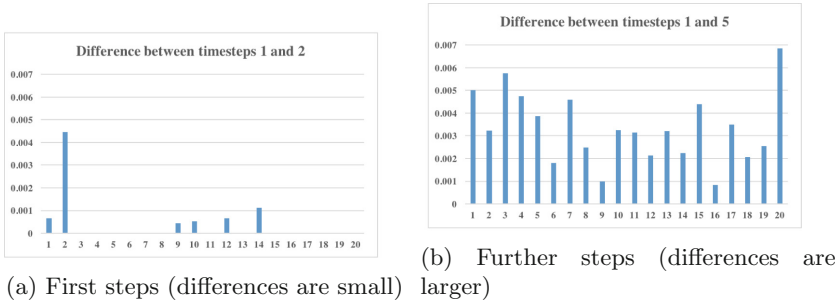 Difference between timesteps 1 and 2
0.007
0.006
0.005
0.004
0.003
0.002
0.001
0
1 2 3 4 5 6 7 8 9 10 11 12 13 14 15 16 17 18 19 20
(a) First steps (differences are small)
Difference between timesteps 1 and 5
0.007
0.006
0.005
0.004
0.003
0.002
0.001
0
1 2 3 4 5 6 7 8 9 10 11 12 13 14 15 16 17 18 19 20
(b) Further steps (differences are
larger)